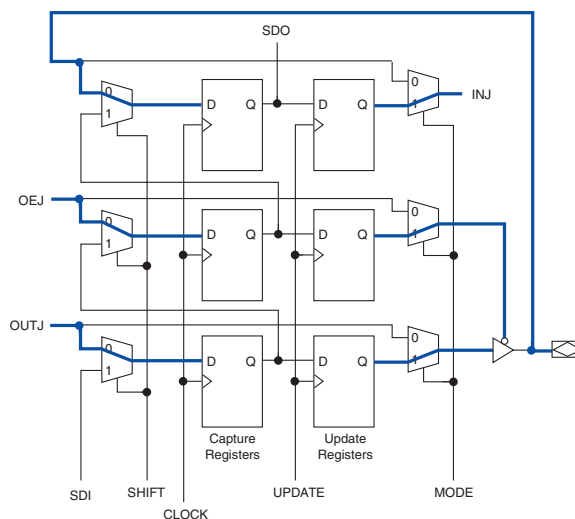 SDO
0
1
D Q
D Q
0
1
INJ
OEJ
0
1
D Q
D Q
0
1
OUTJ
0
1
D Q
D Q
0
1
Capture
Registers
Update
Registers
SDI
SHIFT
CLOCK
UPDATE
MODE